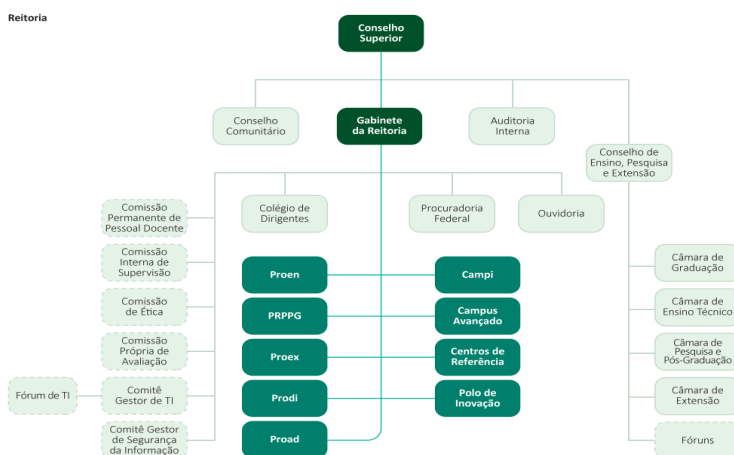 Reitoria
Conselho
Superior
Conselho
Comunitário
Gabinete
da Reitoria
Auditoria
Interna
Conselho de
Ensino, Pesquisa
e Extensão
Comissão
Permanente de
Pessoal Docente
Colégio de
Dirigentes
Procuradoria
Federal
Ouvidoria
Comissão
Interna de
Supervisão
Proen
Campi
Câmara de
Graduação
Comissão
de Ética
PRPPG
Campus
Avançado
Câmara de
Ensino Técnico
Comissão
Própria de
Avaliação
Proex
Centros de
Referência
Câmara de
Pesquisa e
Pós-Graduação
Fórum de TI
Comitê
Gestor de TI
Prodi
Polo de
Inovação
Câmara de
Extensão
Comitê Gestor
de Segurança
da Informação
Proad
Fóruns